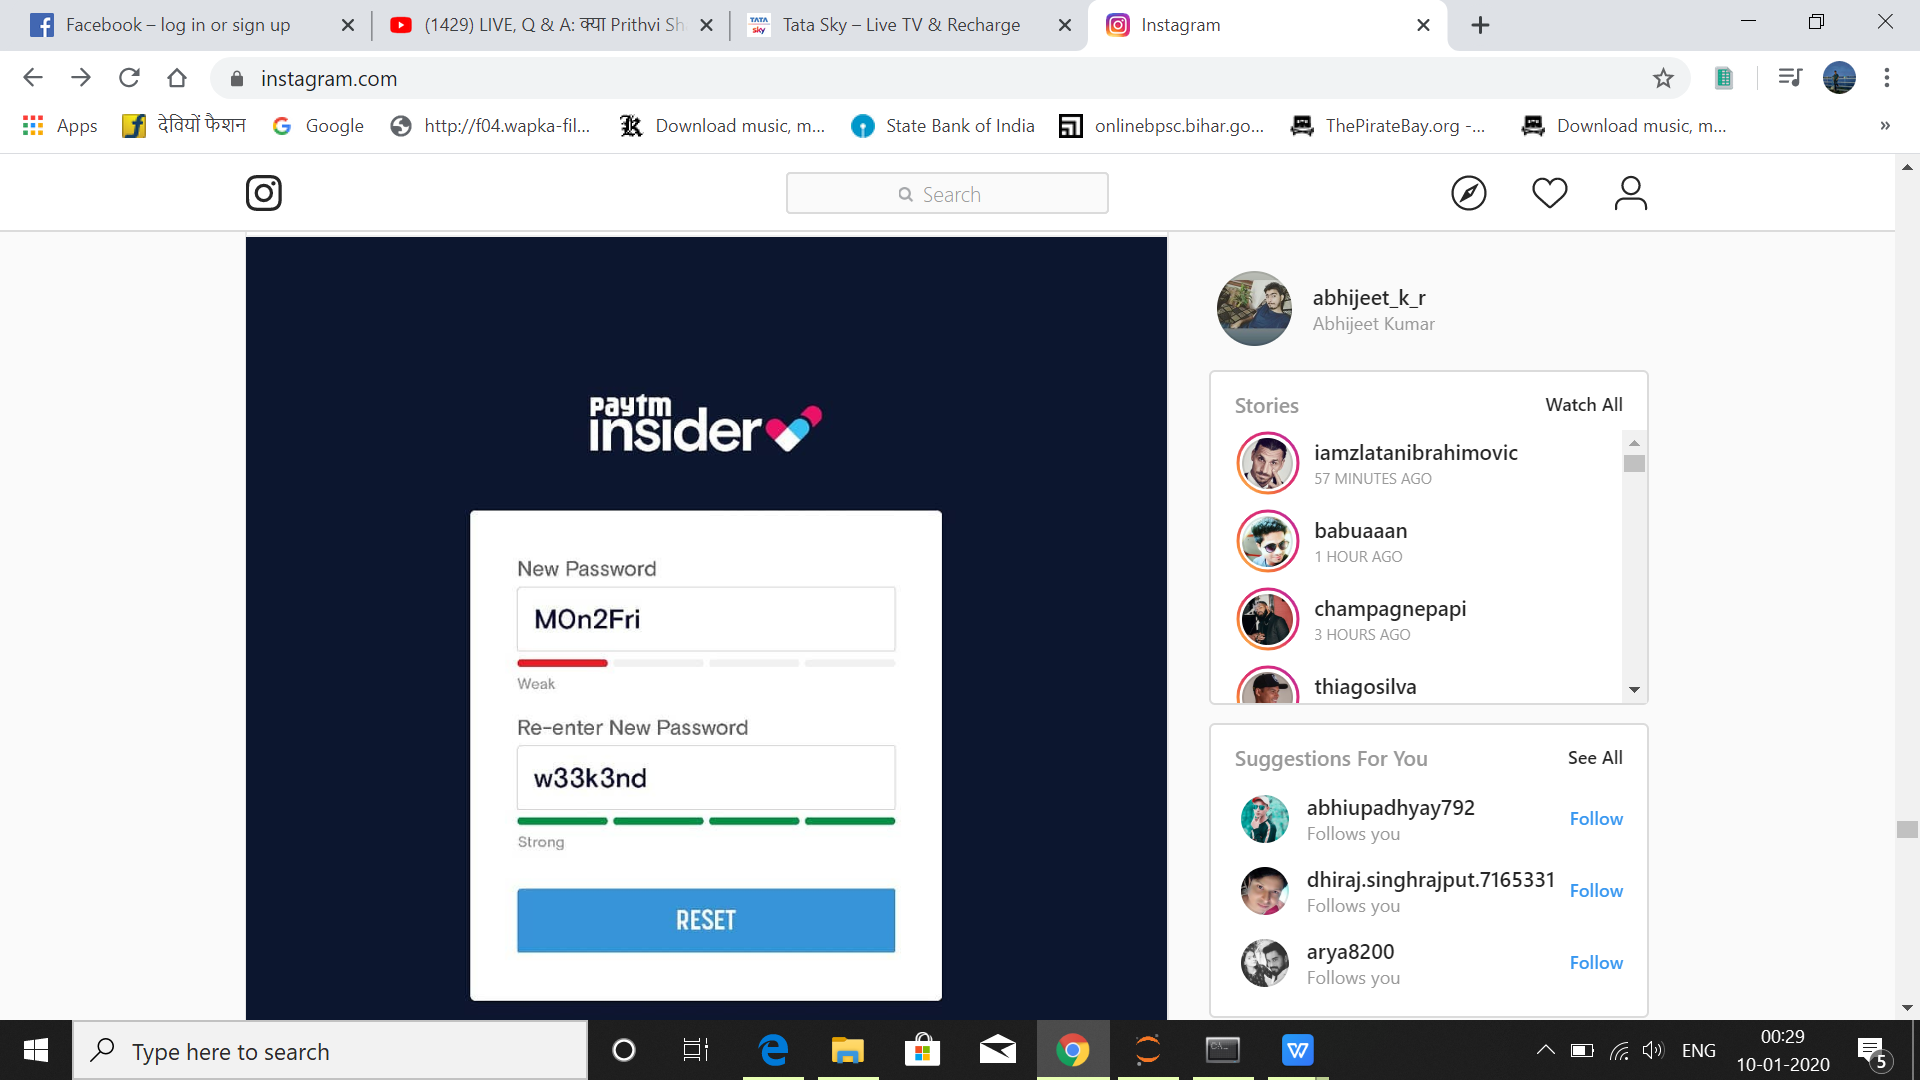 Facebook – log in or sign up
(1429) LIVE, Q & A: क्या Prithvi Sh
Tata Sky – Live TV & Recharge
Instagram
instagram.com
Apps
देवियों फैशन
Google
http://f04.wapka-fil...
Download music, m...
State Bank of India
onlinebpsc.bihar.go...
ThePirateBay.org -...
Download music, m...
»
Search
paytm
insider
New Password
MOn2Fri
Weak
Re-enter New Password
w33k3nd
Strong
RESET
abhijeet_k_r
Abhijeet Kumar
Stories
Watch All
iamzlatanibrahimovic
57 MINUTES AGO
babuaaan
1 HOUR AGO
champagnepapi
3 HOURS AGO
thiagosilva
Suggestions For You
See All
abhiupadhyay792
Follows you
Follow
dhiraj.singhrajput.7165331
Follows you
Follow
arya8200
Follows you
Follow
Type here to search
ENG
00:29
10-01-2020
5